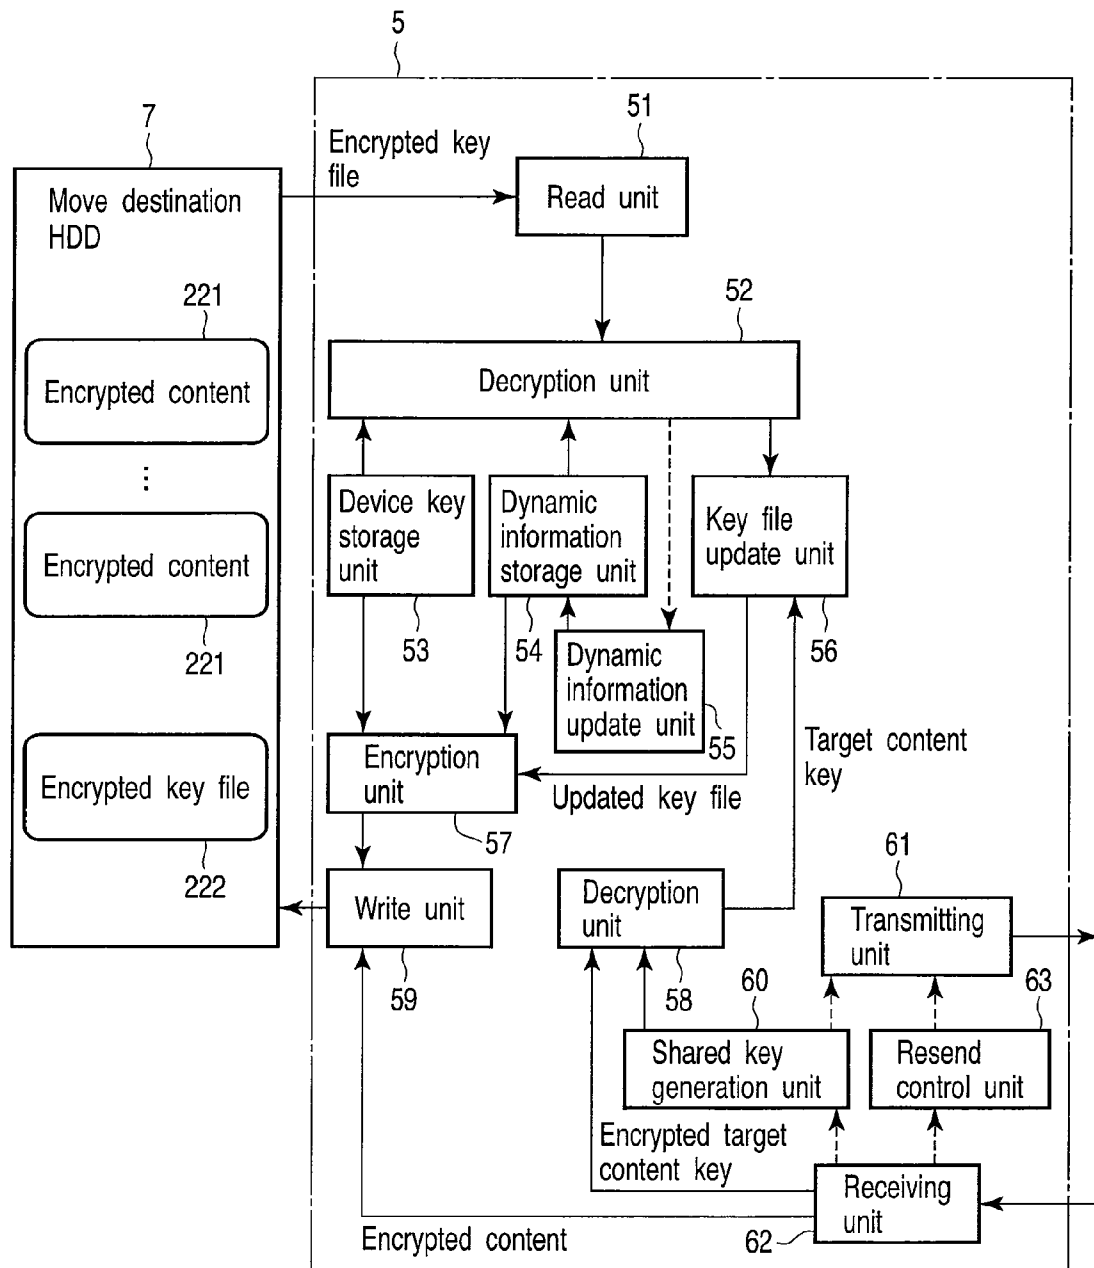 5
7
51
Encrypted key
file
Read unit
Move destination
HDD
221
52
Encrypted content
Decryption unit
⋮
Device key
storage
unit
Dynamic
information
storage unit
Key file
update unit
Encrypted content
221
53
54
56
Dynamic
information
update unit
55
Target content
key
Encrypted key file
222
Encryption
unit
Updated key file
57
61
Write unit
59
Decryption
unit
58
Transmitting
unit
60
63
Shared key
generation unit
Resend
control unit
Encrypted target
content key
Receiving
unit
62
Encrypted content